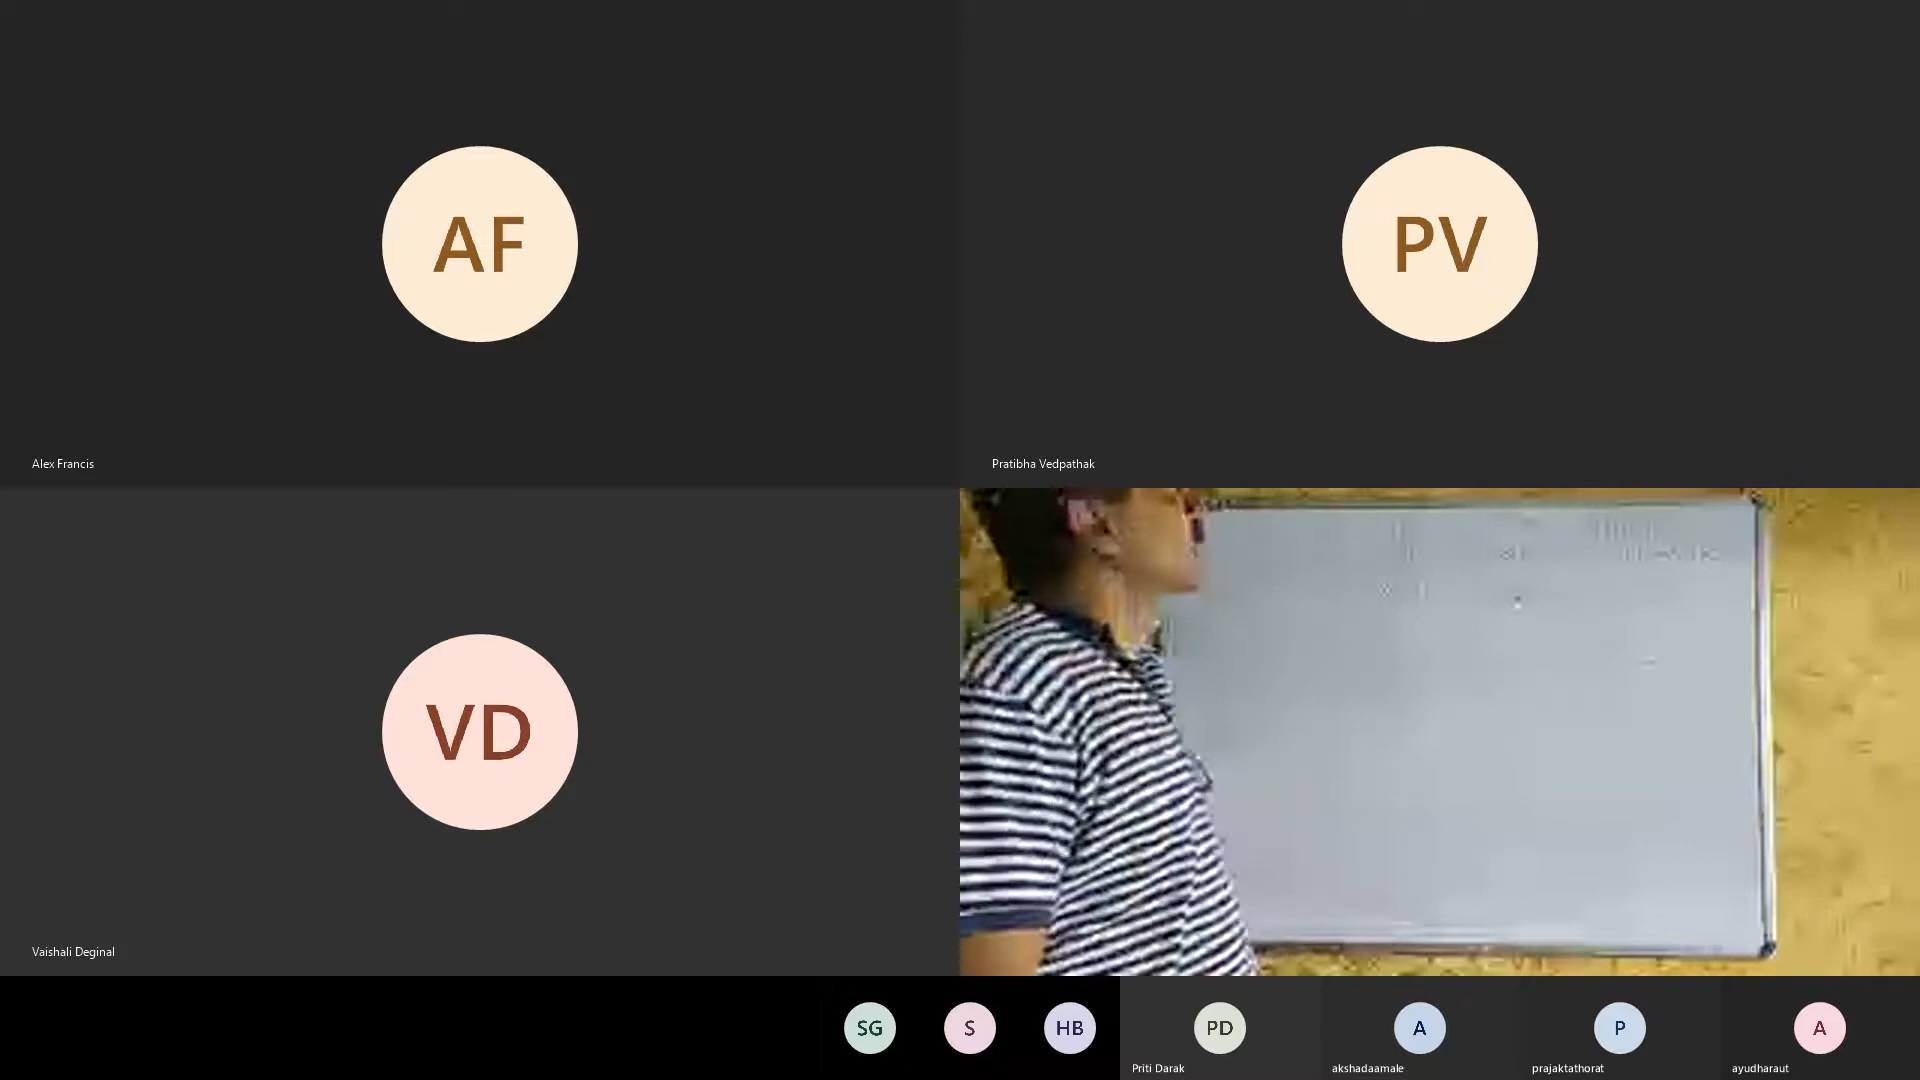 AF
PV
Alex Francis
Pratibha Vedpathak
VD
Vaishali Deginal
SG
S
HB
PD
A
P
A
Priti Darak
akshadaamale
prajaktathorat
ayudharaut